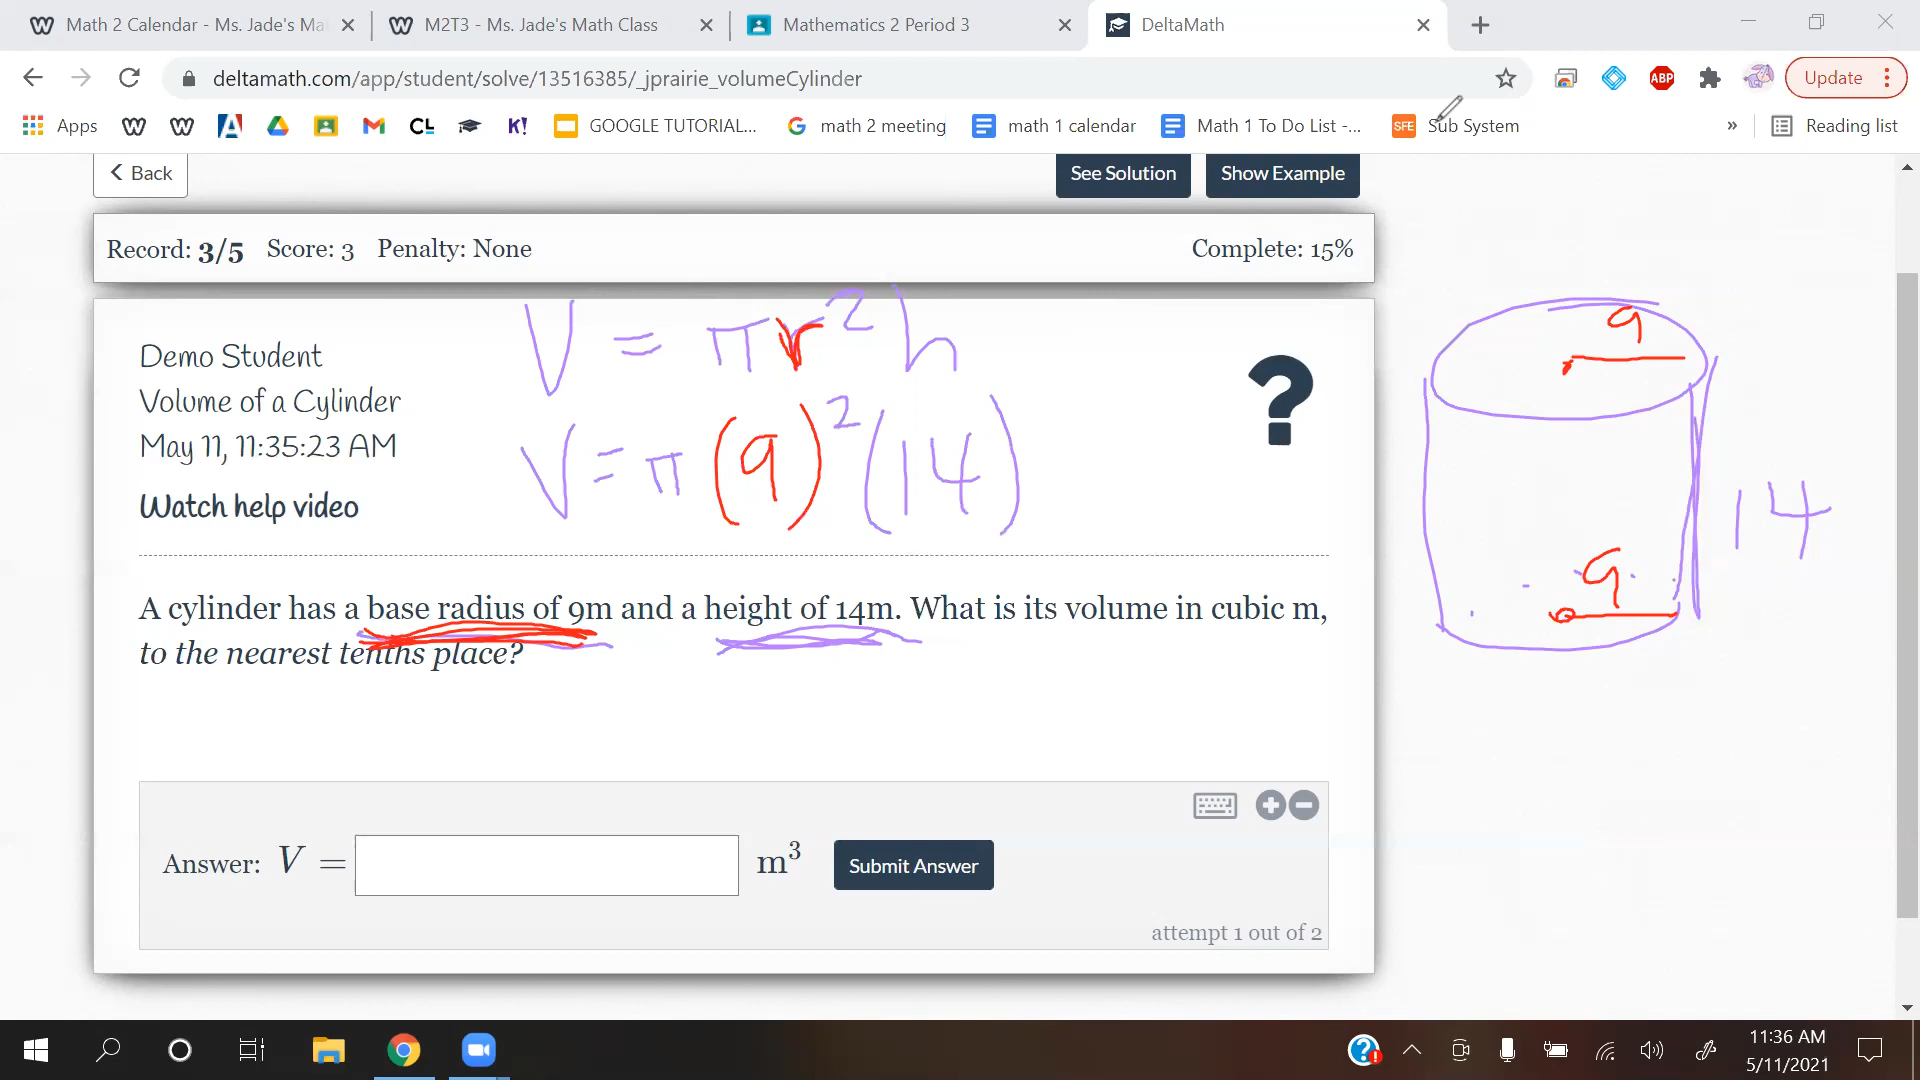 Math 2 Calendar - Ms. Jade's Ma
M2T3 - Ms. Jade's Math Class
Mathematics 2 Period 3
DeltaMath
deltamath.com/app/student/solve/13516385/_jprairie_volumeCylinder
ABP
Update
Apps
CL
K!
GOOGLE TUTORIAL...
math 2 meeting
math 1 calendar
Math 1 To Do List -...
SFE
Sub System
»
Reading list
Back
See Solution
Show Example
Record: 3/5 Score: 3 Penalty: None
Complete: 15%
V = πr²h
Demo Student
Volume of a Cylinder
May 11, 11:35:23 AM
V = π(9)²(14)
Watch help video
?
9
14
9
A cylinder has a base radius of 9m and a height of 14m. What is its volume in cubic m,
to the nearest tenths place?
Answer: V =
m³
Submit Answer
attempt 1 out of 2
11:36 AM
5/11/2021